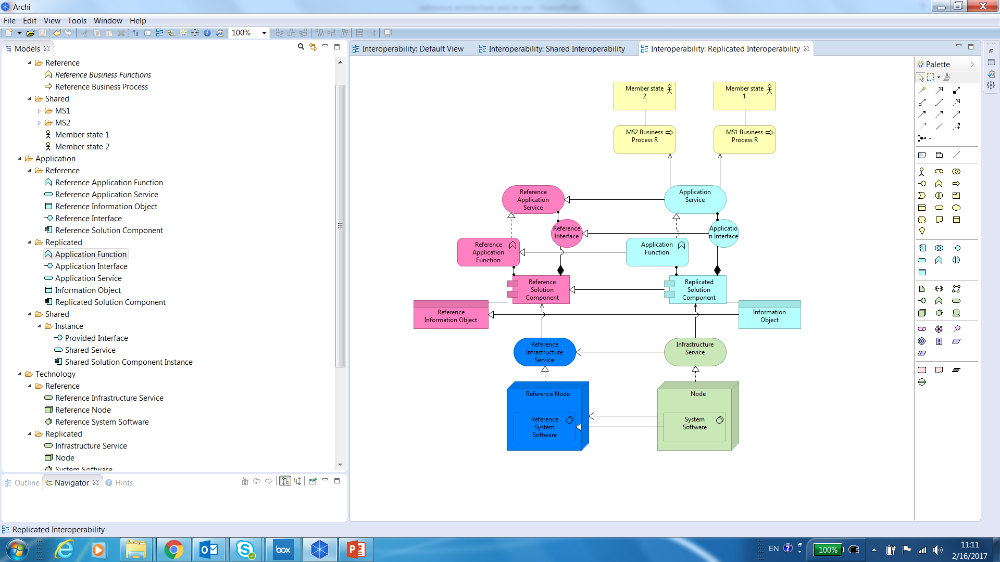 reference architecture and re use - PowerPoint
Archi
File Edit View Tools Window Help
100%
Models
Reference
Reference Business Functions
Reference Business Process
Shared
MS1
MS2
Member state 1
Member state 2
Application
Reference
Reference Application Function
Reference Application Service
Reference Information Object
Reference Interface
Reference Solution Component
Replicated
Application Function
Application Interface
Application Service
Information Object
Replicated Solution Component
Shared
Instance
Provided Interface
Shared Service
Shared Solution Component Instance
Technology
Reference
Reference Infrastructure Service
Reference Node
Reference System Software
Replicated
Infrastructure Service
Node
System Software
Outline Navigator Hints
Interoperability: Default View Interoperability: Shared Interoperability Interoperability: Replicated Interoperability
Member state
2
Member state
1
MS2 Business
Process R
MS1 Business
Process R
Reference
Application
Service
Application
Service
Reference
Interface
Applicatio
n Interface
Reference
Application
Function
Application
Function
Reference
Solution
Component
Replicated
Solution
Component
Reference
Information Object
Information
Object
Reference
Infrastructure
Service
Infrastructure
Service
Reference Node
Reference
System
Software
Node
System
Software
Palette
Replicated Interoperability
box
EN
100%
11:11
2/16/2017